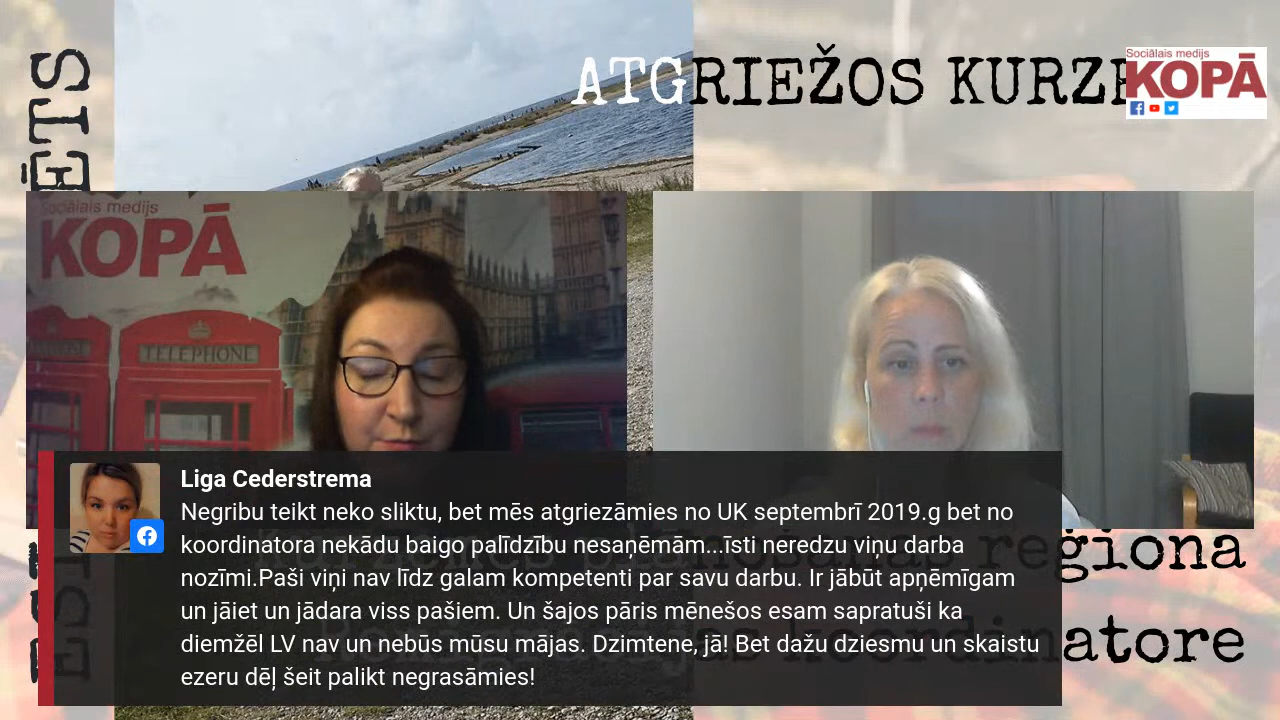 ATGRIEŽOS KURZE
Sociālais medijs
KOPĀ
ĒTS
Sociālais medijs
KOPĀ
TELEPHONE
Liga Cederstrema
Negribu teikt neko sliktu, bet mēs atgriezāmies no UK septembrī 2019.g bet no
koordinatora nekādu baigo palīdzību nesaņēmām...īsti neredzu viņu darba
nozīmi.Paši viņi nav līdz galam kompetenti par savu darbu. Ir jābūt apņēmīgam
un jāiet un jādara viss pašiem. Un šajos pāris mēnešos esam sapratuši ka
diemžēl LV nav un nebūs mūsu mājas. Dzimtene, jā! Bet dažu dziesmu un skaistu
ezeru dēļ šeit palikt negrasāmies!
reģiona
koordinatore